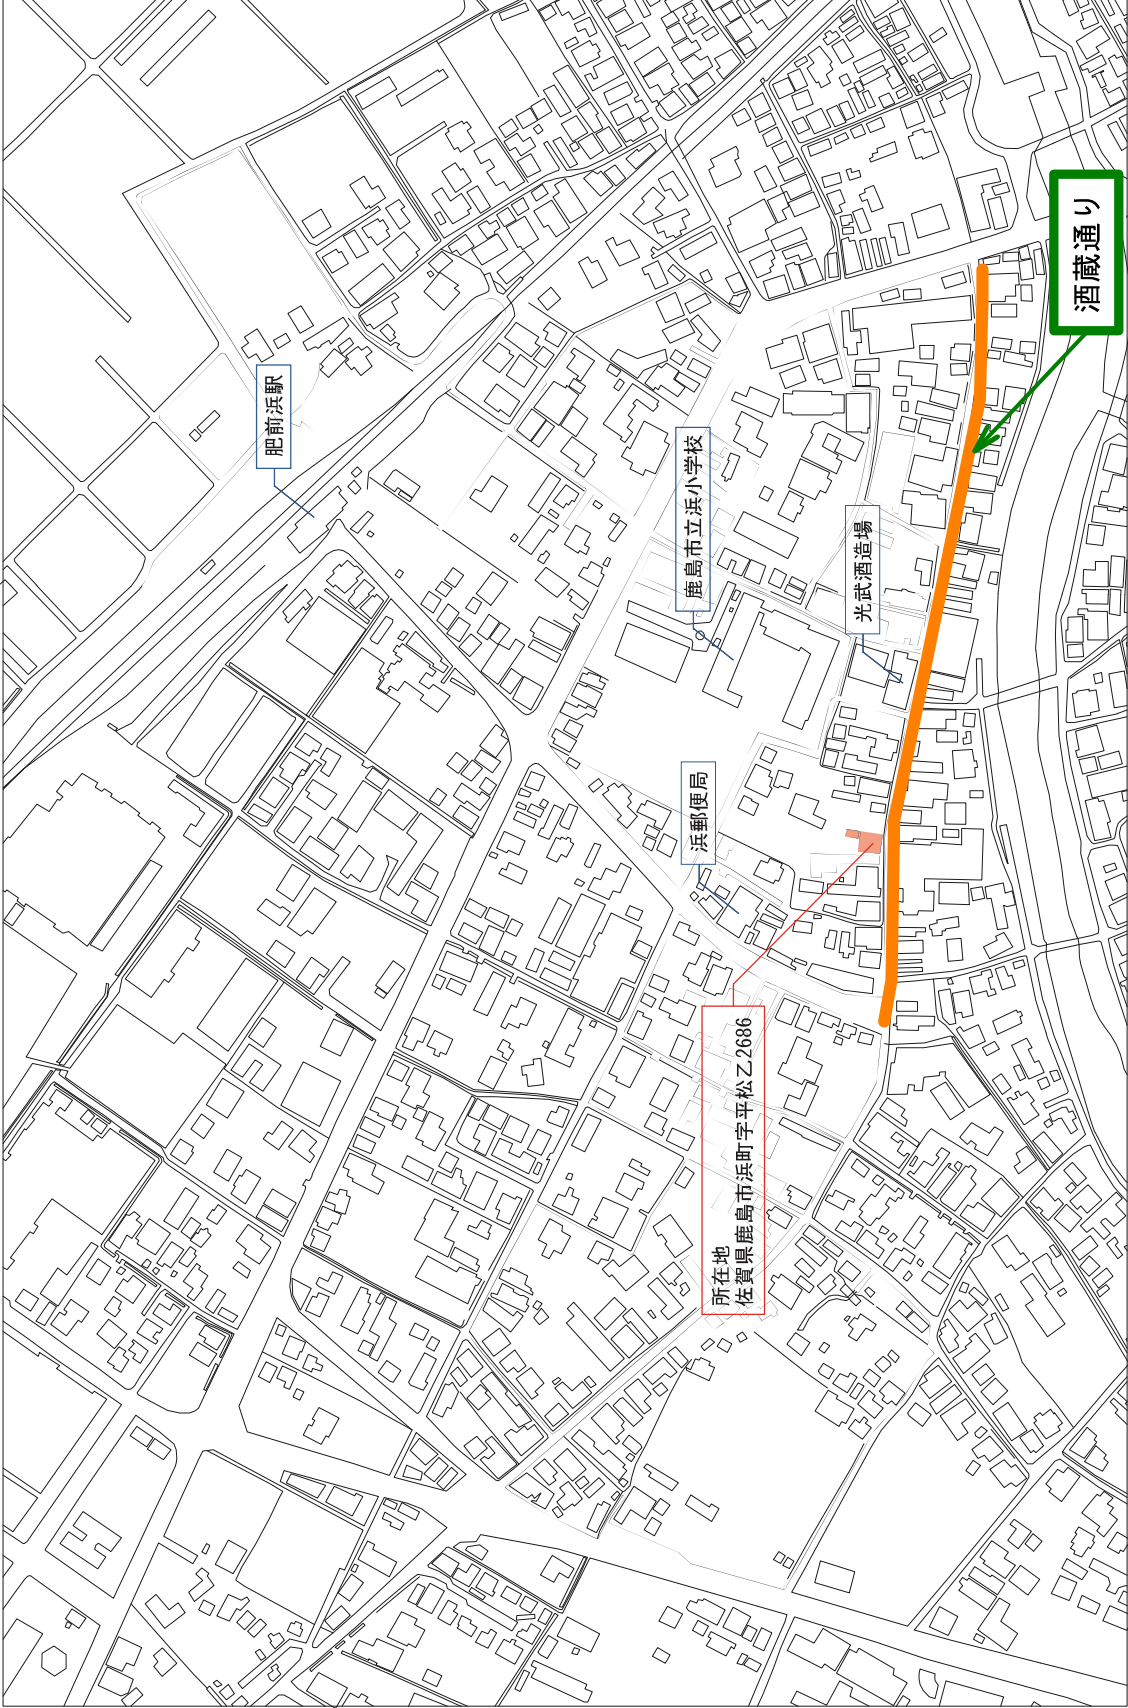 肥前浜駅
鹿島市立浜小学校
光武酒造場
酒蔵通り
浜郵便局
所在地
佐賀県鹿島市浜町字平松乙2686